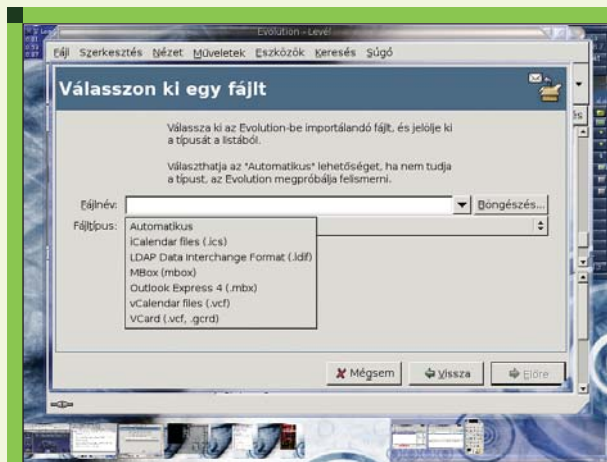 Evolution - Levél
Fájl Szerkesztés Nézet Műveletek Eszközök Keresés Súgó
Válasszon ki egy fájlt
Válassza ki az Evolution-be importálandó fájlt, és jelölje ki
a típusát a listából.
Választhatja az "Automatikus" lehetőséget, ha nem tudja
a típust, az Evolution megpróbálja felismerni.
Fájlnév:
Böngészés...
Fájltípus:
Automatikus
iCalendar files (.ics)
LDAP Data Interchange Format (.ldif)
MBox (mbox)
Outlook Express 4 (.mbx)
vCalendar files (.vcf)
VCard (.vcf, .gcrd)
Mégsem
Vissza
Előre